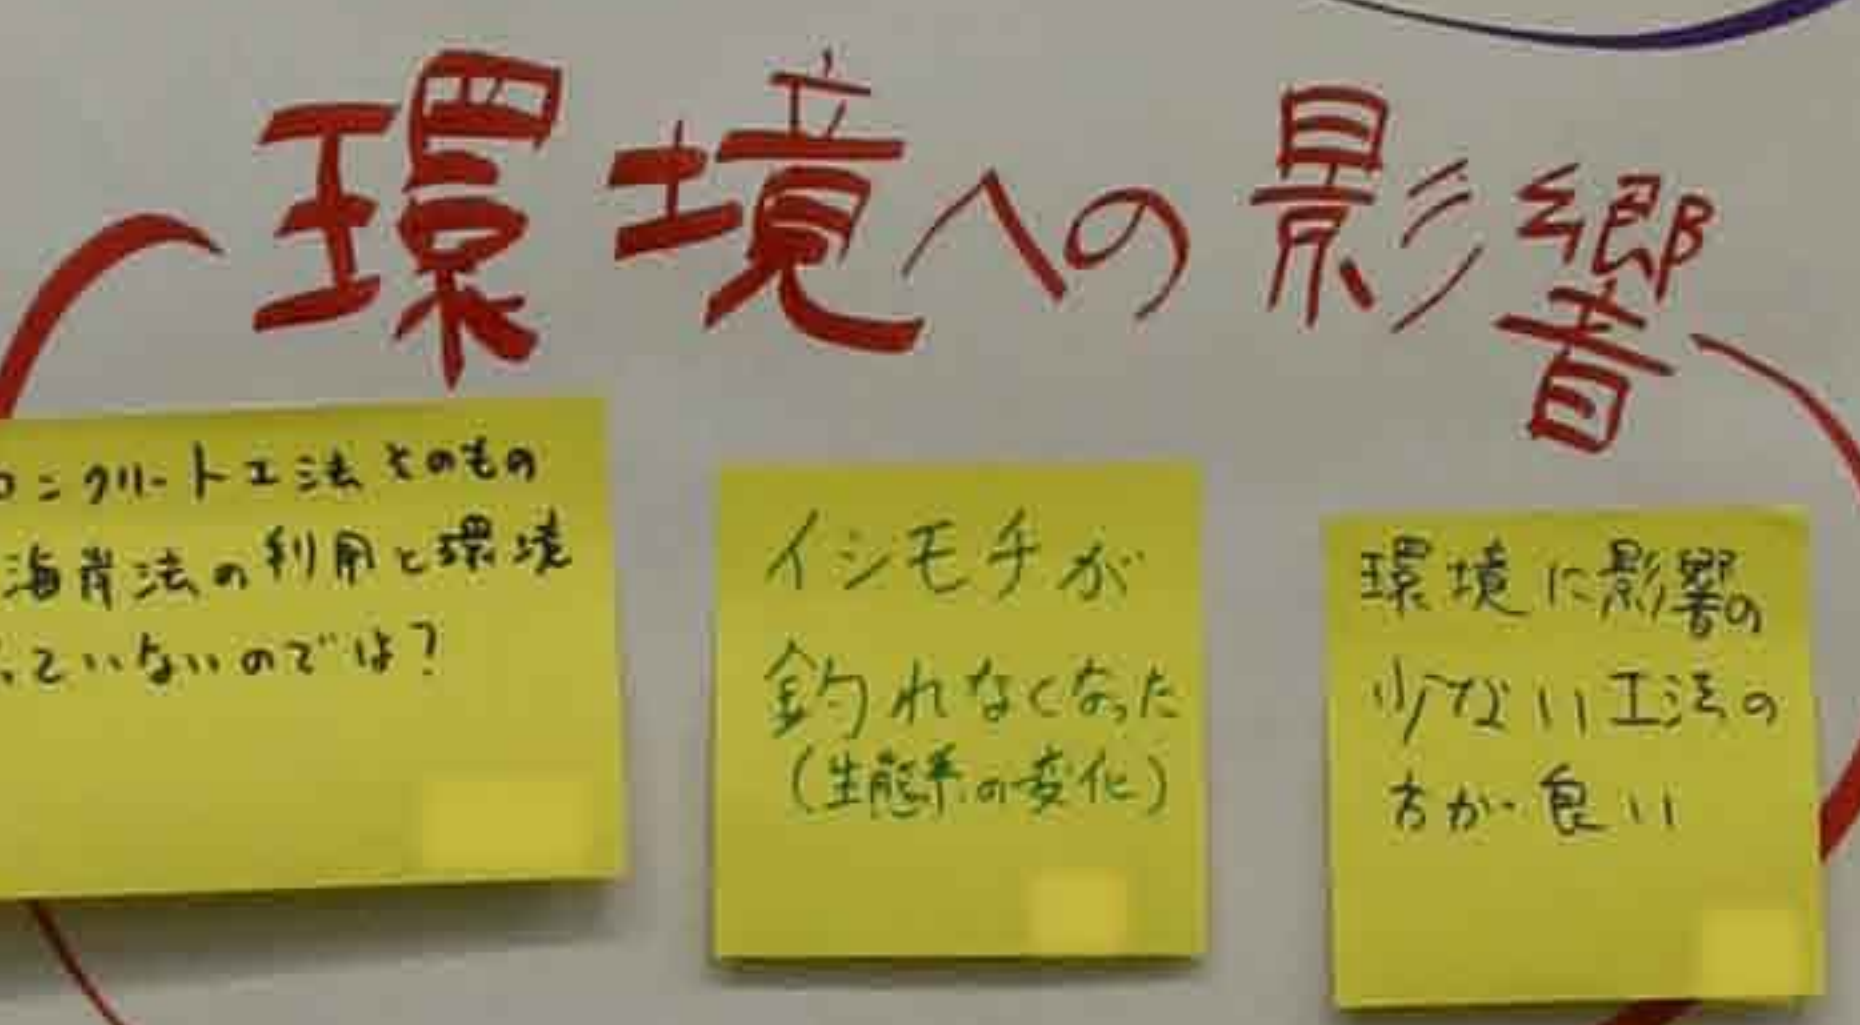 環境への影響
コンクリート工法そのもの
海岸法の利用と環境
っていないのでは?
イシモチが
釣れなくなった
(生態系の変化)
環境に影響の
少ない工法の
方が良い